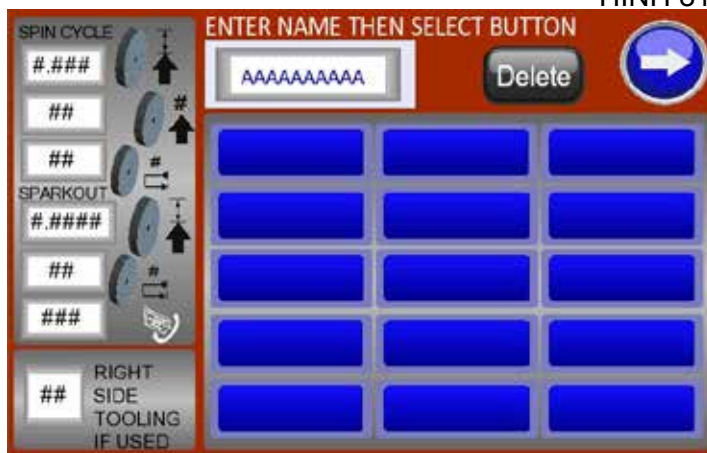 SPIN CYCLE
ENTER NAME THEN SELECT BUTTON
#.###
AAAAAAAAAA
Delete
##
#
##
#
SPARKOUT
#.####
##
#
###
##
RIGHT
SIDE
TOOLING
IF USED